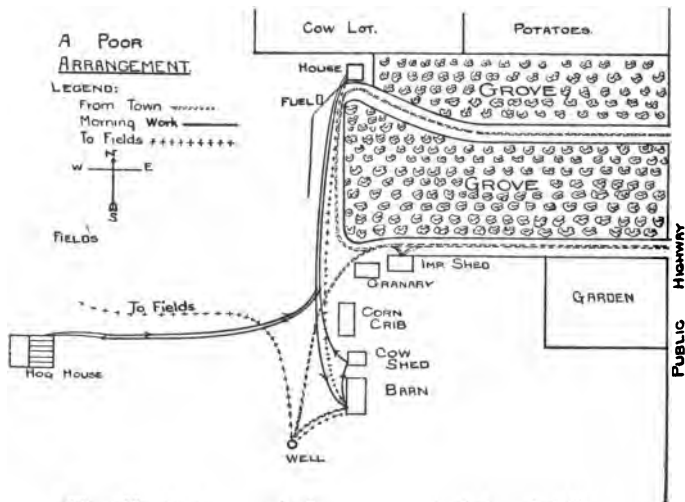 A POOR
ARRANGEMENT.
LEGEND:
From Town
Morning Work
To Fields
N
W E
S
FIELDS
COW LOT.
POTATOES.
HOUSE
FUEL
GROVE
GROVE
IMP. SHED
GRANARY
To Fields
CORN
CRIB
GARDEN
COW
SHED
HOG HOUSE
BARN
WELL
PUBLIC HIGHWAY